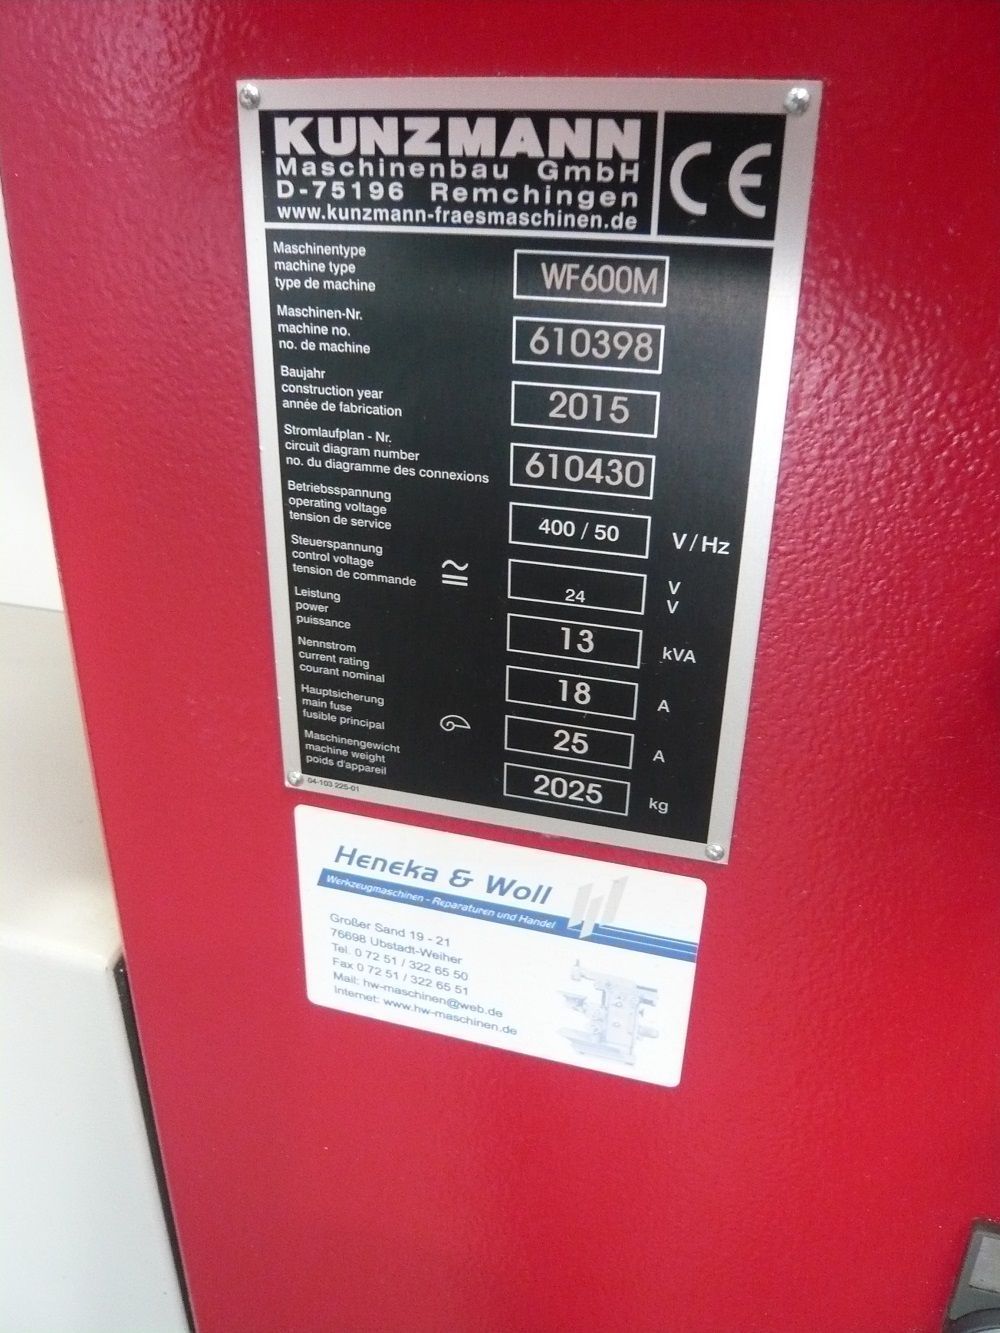 KUNZMANN
Maschinenbau GmbH
D-75196 Remchingen
www.kunzmann-fraesmaschinen.de
CE
Maschinentype
machine type
type de machine
WF600M
Maschinen-Nr.
machine no.
no. de machine
610398
Baujahr
construction year
année de fabrication
2015
Stromlaufplan - Nr.
circuit diagram number
no. du diagramme des connexions
610430
Betriebsspannung
operating voltage
tension de service
400 / 50 V / Hz
Steuerspannung
control voltage
tension de commande
24 V
V
Leistung
power
puissance
13 kVA
Nennstrom
current rating
courant nominal
18 A
Hauptsicherung
main fuse
fusible principal
25 A
Maschinengewicht
machine weight
poids d'appareil
2025 kg
04-103 225-01
Heneka & Woll
Werkzeugmaschinen - Reparaturen und Handel
Großer Sand 19 - 21
76698 Ubstadt-Weiher
Tel. 0 72 51 / 322 65 50
Fax 0 72 51 / 322 65 51
Mail: hw-maschinen@web.de
Internet: www.hw-maschinen.de